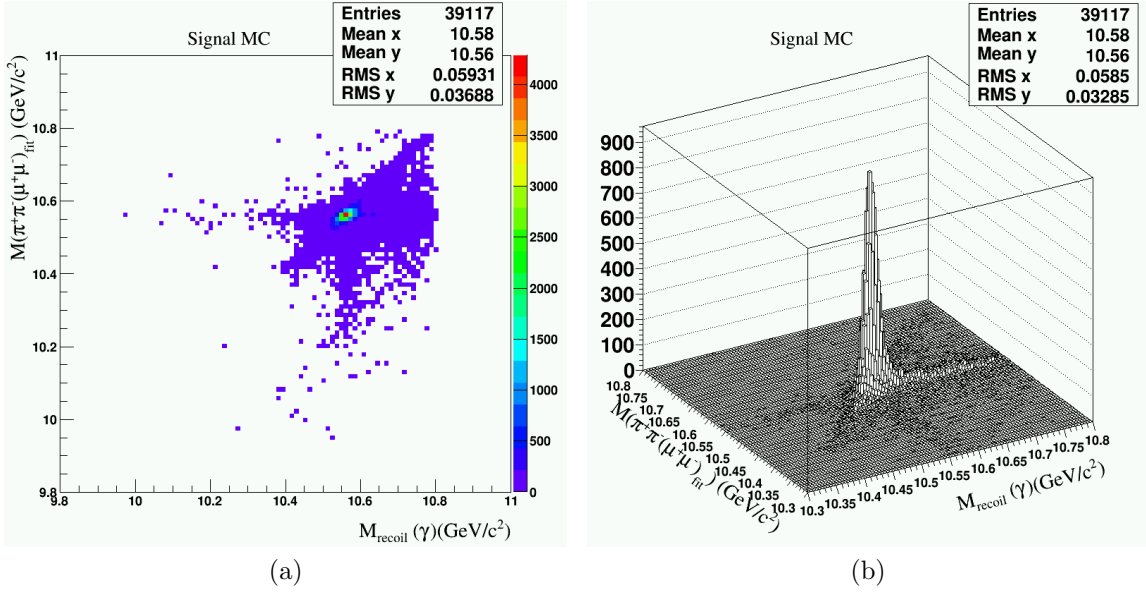 Signal MC
Entries 39117
Mean x 10.58
Mean y 10.56
RMS x 0.05931
RMS y 0.03688
M(π⁺π⁻(μ⁺μ⁻)fit) (GeV/c²)
11
10.8
10.6
10.4
10.2
10
9.8
9.8 10 10.2 10.4 10.6 10.8 11
Mrecoil (γ)(GeV/c²)
4000
3500
3000
2500
2000
1500
1000
500
0
(a)
Signal MC
Entries 39117
Mean x 10.58
Mean y 10.56
RMS x 0.0585
RMS y 0.03285
900
800
700
600
500
400
300
200
100
0
10.8
10.75
10.7
10.65
10.6
10.55
10.5
10.45
10.4
10.35
10.3
M(π⁺π⁻(μ⁺μ⁻)fit) (GeV/c²)
10.3 10.35 10.4 10.45 10.5 10.55 10.6 10.65 10.7 10.75 10.8
Mrecoil (γ)(GeV/c²)
(b)